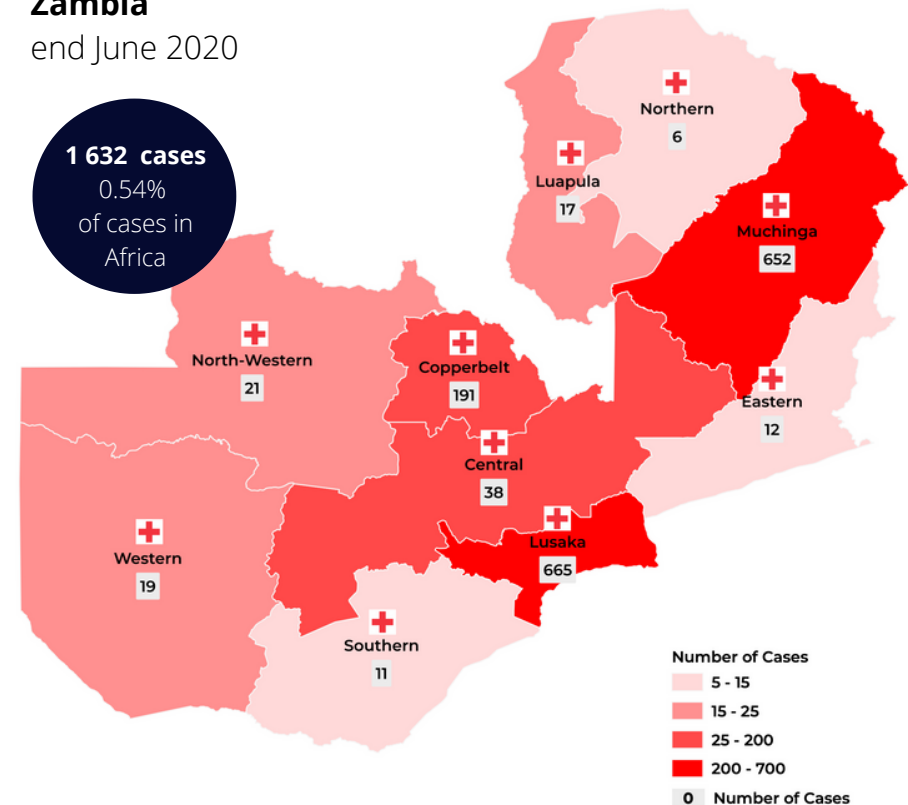 Zambia
end June 2020
1 632 cases
0.54%
of cases in
Africa
Northern
6
Luapula
17
Muchinga
652
North-Western
21
Copperbelt
191
Eastern
12
Central
38
Western
19
Lusaka
665
Southern
11
Number of Cases
5 - 15
15 - 25
25 - 200
200 - 700
0 Number of Cases